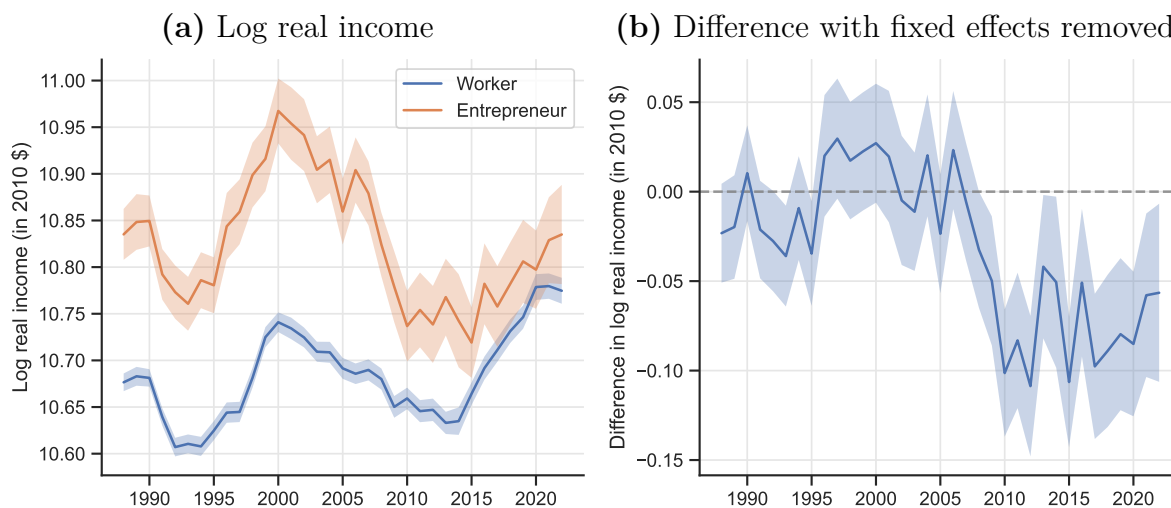 (a) Log real income
Log real income (in 2010 $)
11.00
10.95
10.90
10.85
10.80
10.75
10.70
10.65
10.60
Worker
Entrepreneur
1990 1995 2000 2005 2010 2015 2020
(b) Difference with fixed effects removed
Difference in log real income (in 2010 $)
0.05
0.00
−0.05
−0.10
−0.15
1990 1995 2000 2005 2010 2015 2020